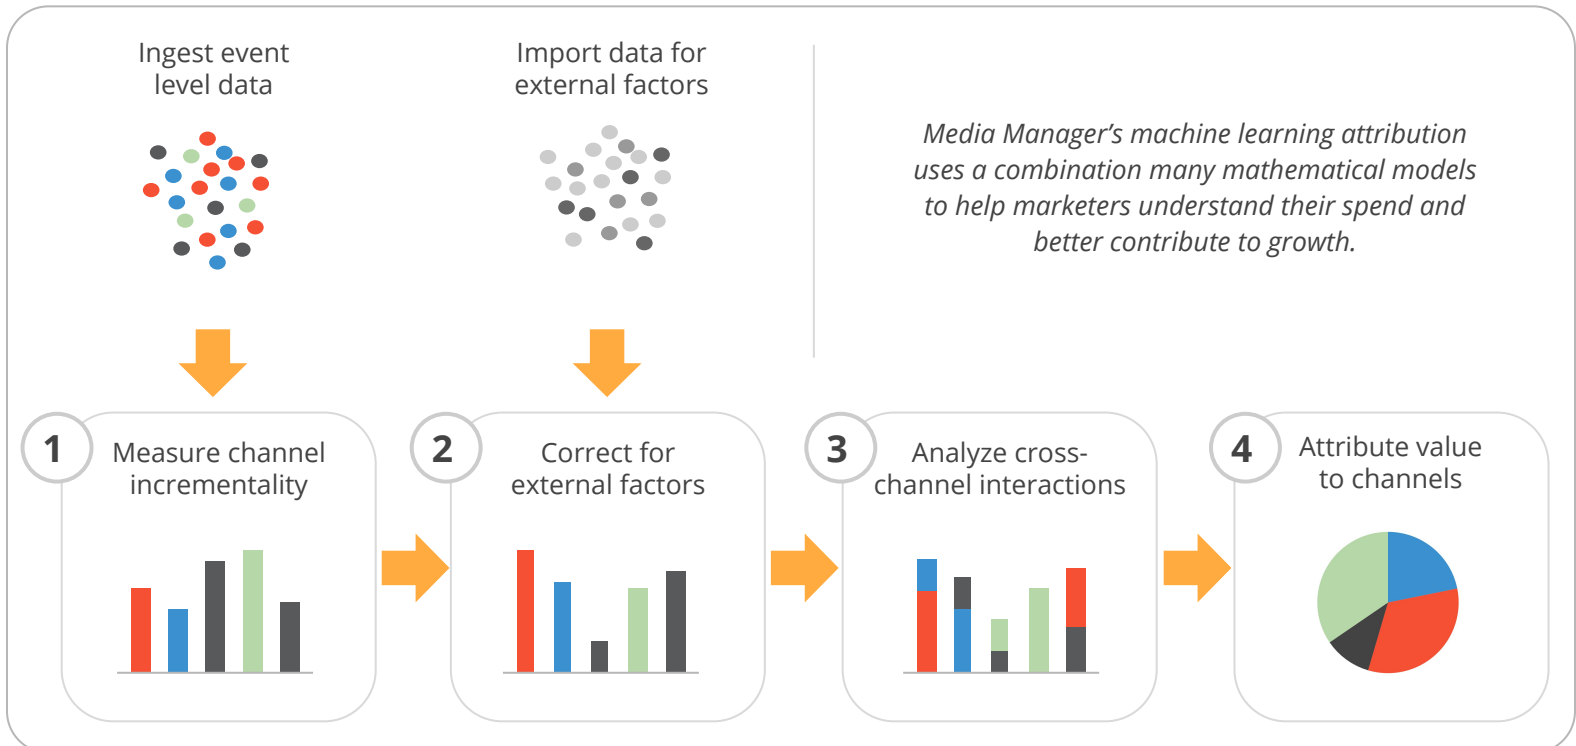 Ingest event
level data
Import data for
external factors
Media Manager’s machine learning attribution
uses a combination many mathematical models
to help marketers understand their spend and
better contribute to growth.
1
Measure channel
incrementality
2
Correct for
external factors
3
Analyze cross-
channel interactions
4
Attribute value
to channels